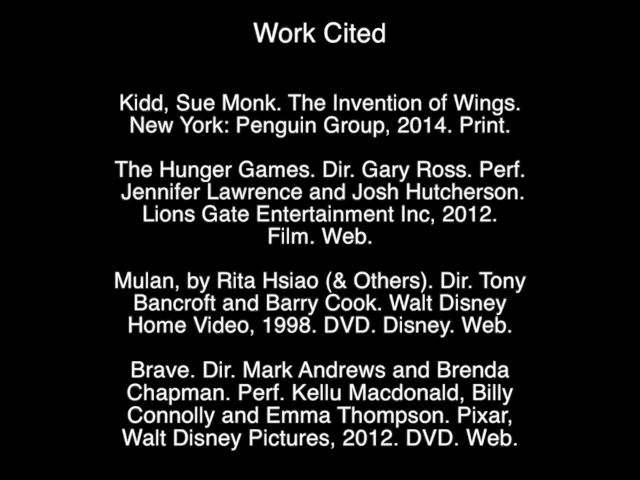 Work Cited
Kidd, Sue Monk. The Invention of Wings.
New York: Penguin Group, 2014. Print.
The Hunger Games. Dir. Gary Ross. Perf.
Jennifer Lawrence and Josh Hutcherson.
Lions Gate Entertainment Inc, 2012.
Film. Web.
Mulan, by Rita Hsiao (& Others). Dir. Tony
Bancroft and Barry Cook. Walt Disney
Home Video, 1998. DVD. Disney. Web.
Brave. Dir. Mark Andrews and Brenda
Chapman. Perf. Kellu Macdonald, Billy
Connolly and Emma Thompson. Pixar,
Walt Disney Pictures, 2012. DVD. Web.